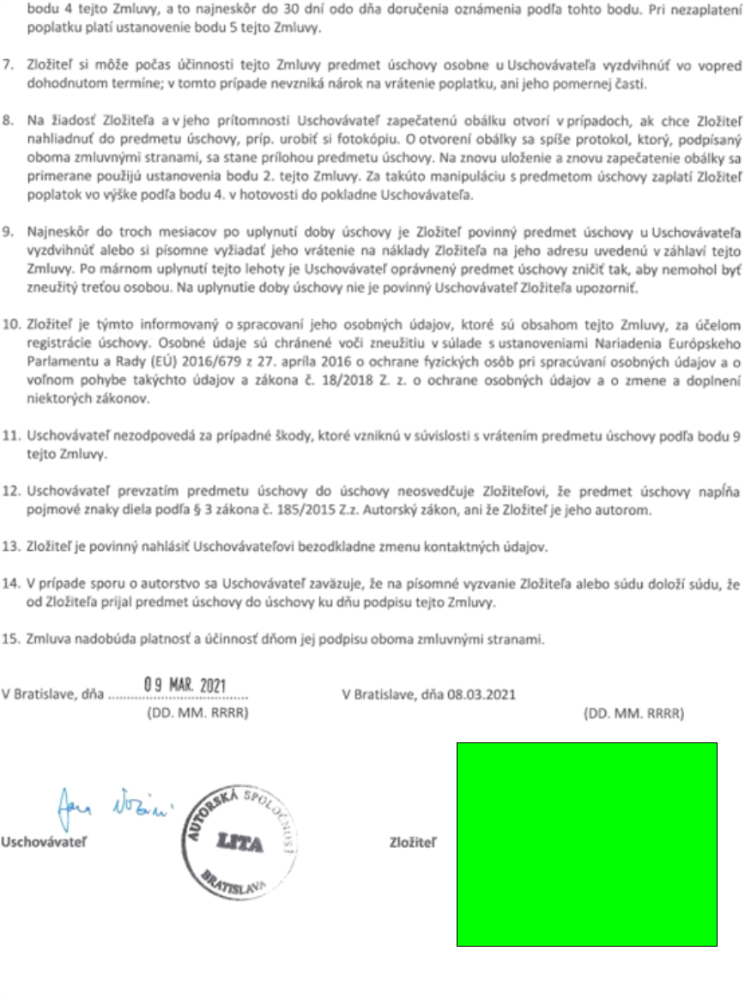 bodu 4 tejto Zmluvy, a to najneskôr do 30 dní odo dňa doručenia oznámenia podľa tohto bodu. Pri nezaplatení
poplatku platí ustanovenie bodu 5 tejto Zmluvy.
7. Zložiteľ si môže počas účinnosti tejto Zmluvy predmet úschovy osobne u Uschovávateľa vyzdvihnúť vo vopred
dohodnutom termíne; v tomto prípade nevzniká nárok na vrátenie poplatku, ani jeho pomernej časti.
8. Na žiadosť Zložiteľa a v jeho prítomnosti Uschovávateľ zapečatenú obálku otvorí v prípadoch, ak chce Zložiteľ
nahliadnuť do predmetu úschovy, príp. urobiť si fotokópiu. O otvorení obálky sa spíše protokol, ktorý, podpísaný
oboma zmluvnými stranami, sa stane prílohou predmetu úschovy. Na znovu uloženie a znovu zapečatenie obálky sa
primerane použijú ustanovenia bodu 2. tejto Zmluvy. Za takúto manipuláciu s predmetom úschovy zaplatí Zložiteľ
poplatok vo výške podľa bodu 4. v hotovosti do pokladne Uschovávateľa.
9. Najneskôr do troch mesiacov po uplynutí doby úschovy je Zložiteľ povinný predmet úschovy u Uschovávateľa
vyzdvihnúť alebo si písomne vyžiadať jeho vrátenie na náklady Zložiteľa na jeho adresu uvedenú v záhlaví tejto
Zmluvy. Po márnom uplynutí tejto lehoty je Uschovávateľ oprávnený predmet úschovy zničiť tak, aby nemohol byť
zneužitý treťou osobou. Na uplynutie doby úschovy nie je povinný Uschovávateľ Zložiteľa upozorniť.
10. Zložiteľ je týmto informovaný o spracovaní jeho osobných údajov, ktoré sú obsahom tejto Zmluvy, za účelom
registrácie úschovy. Osobné údaje sú chránené voči zneužitiu v súlade s ustanoveniami Nariadenia Európskeho
Parlamentu a Rady (EÚ) 2016/679 z 27. apríla 2016 o ochrane fyzických osôb pri spracúvaní osobných údajov a o
voľnom pohybe takýchto údajov a zákona č. 18/2018 Z. z. o ochrane osobných údajov a o zmene a doplnení
niektorých zákonov.
11. Uschovávateľ nezodpovedá za prípadné škody, ktoré vzniknú v súvislosti s vrátením predmetu úschovy podľa bodu 9
tejto Zmluvy.
12. Uschovávateľ prevzatím predmetu úschovy do úschovy neosvedčuje Zložiteľovi, že predmet úschovy napĺňa
pojmové znaky diela podľa § 3 zákona č. 185/2015 Z.z. Autorský zákon, ani že Zložiteľ je jeho autorom.
13. Zložiteľ je povinný nahlásiť Uschovávateľovi bezodkladne zmenu kontaktných údajov.
14. V prípade sporu o autorstvo sa Uschovávateľ zaväzuje, že na písomné vyzvanie Zložiteľa alebo súdu doloží súdu, že
od Zložiteľa prijal predmet úschovy do úschovy ku dňu podpisu tejto Zmluvy.
15. Zmluva nadobúda platnosť a účinnosť dňom jej podpisu oboma zmluvnými stranami.
V Bratislave, dňa 09 MAR. 2021 V Bratislave, dňa 08.03.2021
(DD. MM. RRRR) (DD. MM. RRRR)
AUTORSKÁ SPOLOČNOSŤ
LITA
BRATISLAVA
Uschovávateľ Zložiteľ